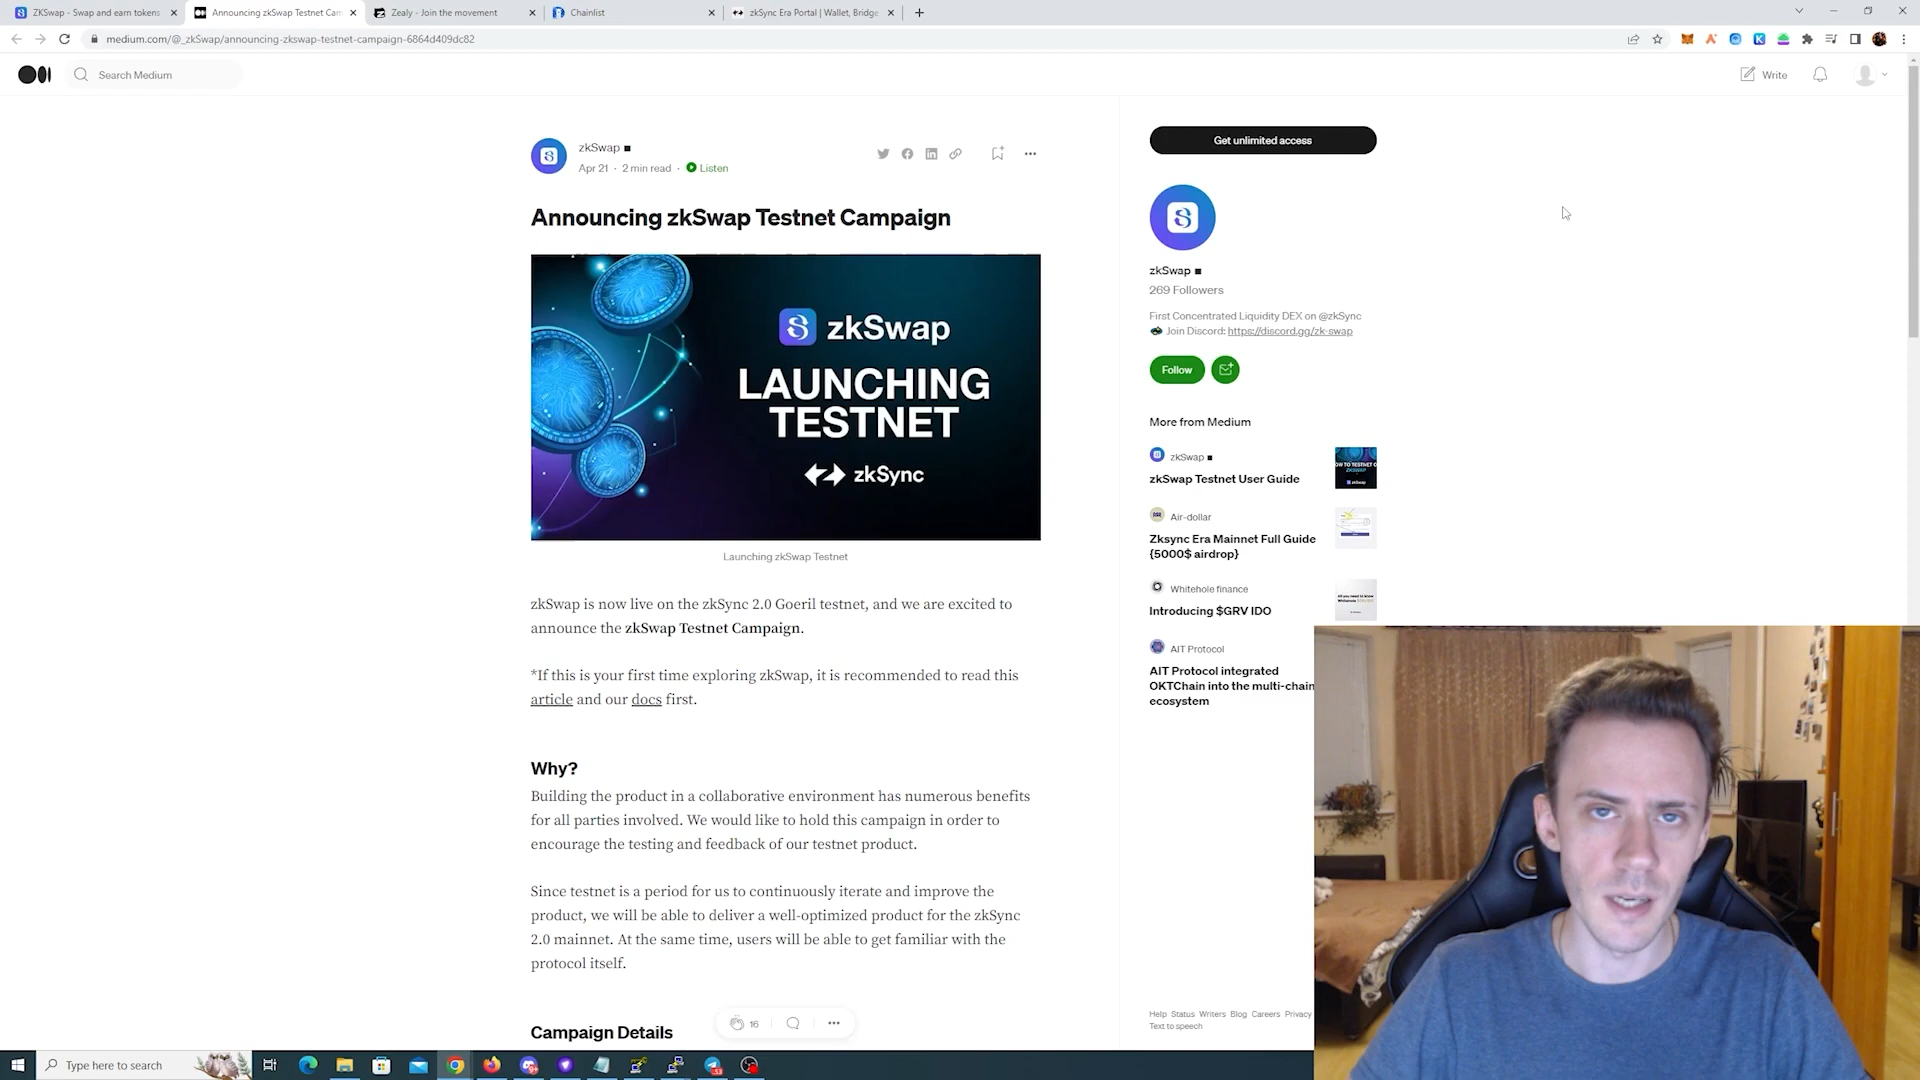 ZKSwap - Swap and earn tokens
Announcing zkSwap Testnet Cam
Zealy - Join the movement
Chainlist
zkSync Era Portal | Wallet, Bridge
medium.com/@_zkSwap/announcing-zkswap-testnet-campaign-6864d409dc82
Search Medium
Write
zkSwap
Apr 21 · 2 min read · Listen
Announcing zkSwap Testnet Campaign
zkSwap
LAUNCHING
TESTNET
zkSync
Launching zkSwap Testnet
zkSwap is now live on the zkSync 2.0 Goeril testnet, and we are excited to
announce the zkSwap Testnet Campaign.
*If this is your first time exploring zkSwap, it is recommended to read this
article and our docs first.
Why?
Building the product in a collaborative environment has numerous benefits
for all parties involved. We would like to hold this campaign in order to
encourage the testing and feedback of our testnet product.
Since testnet is a period for us to continuously iterate and improve the
product, we will be able to deliver a well-optimized product for the zkSync
2.0 mainnet. At the same time, users will be able to get familiar with the
protocol itself.
Campaign Details
16
Get unlimited access
zkSwap
269 Followers
First Concentrated Liquidity DEX on @zkSync
Join Discord: https://discord.gg/zk-swap
Follow
More from Medium
zkSwap
zkSwap Testnet User Guide
Air-dollar
Zksync Era Mainnet Full Guide
{5000$ airdrop}
Whitehole finance
Introducing $GRV IDO
AIT Protocol
AIT Protocol integrated
OKTChain into the multi-chain
ecosystem
Help Status Writers Blog Careers Privacy
Text to speech
Type here to search